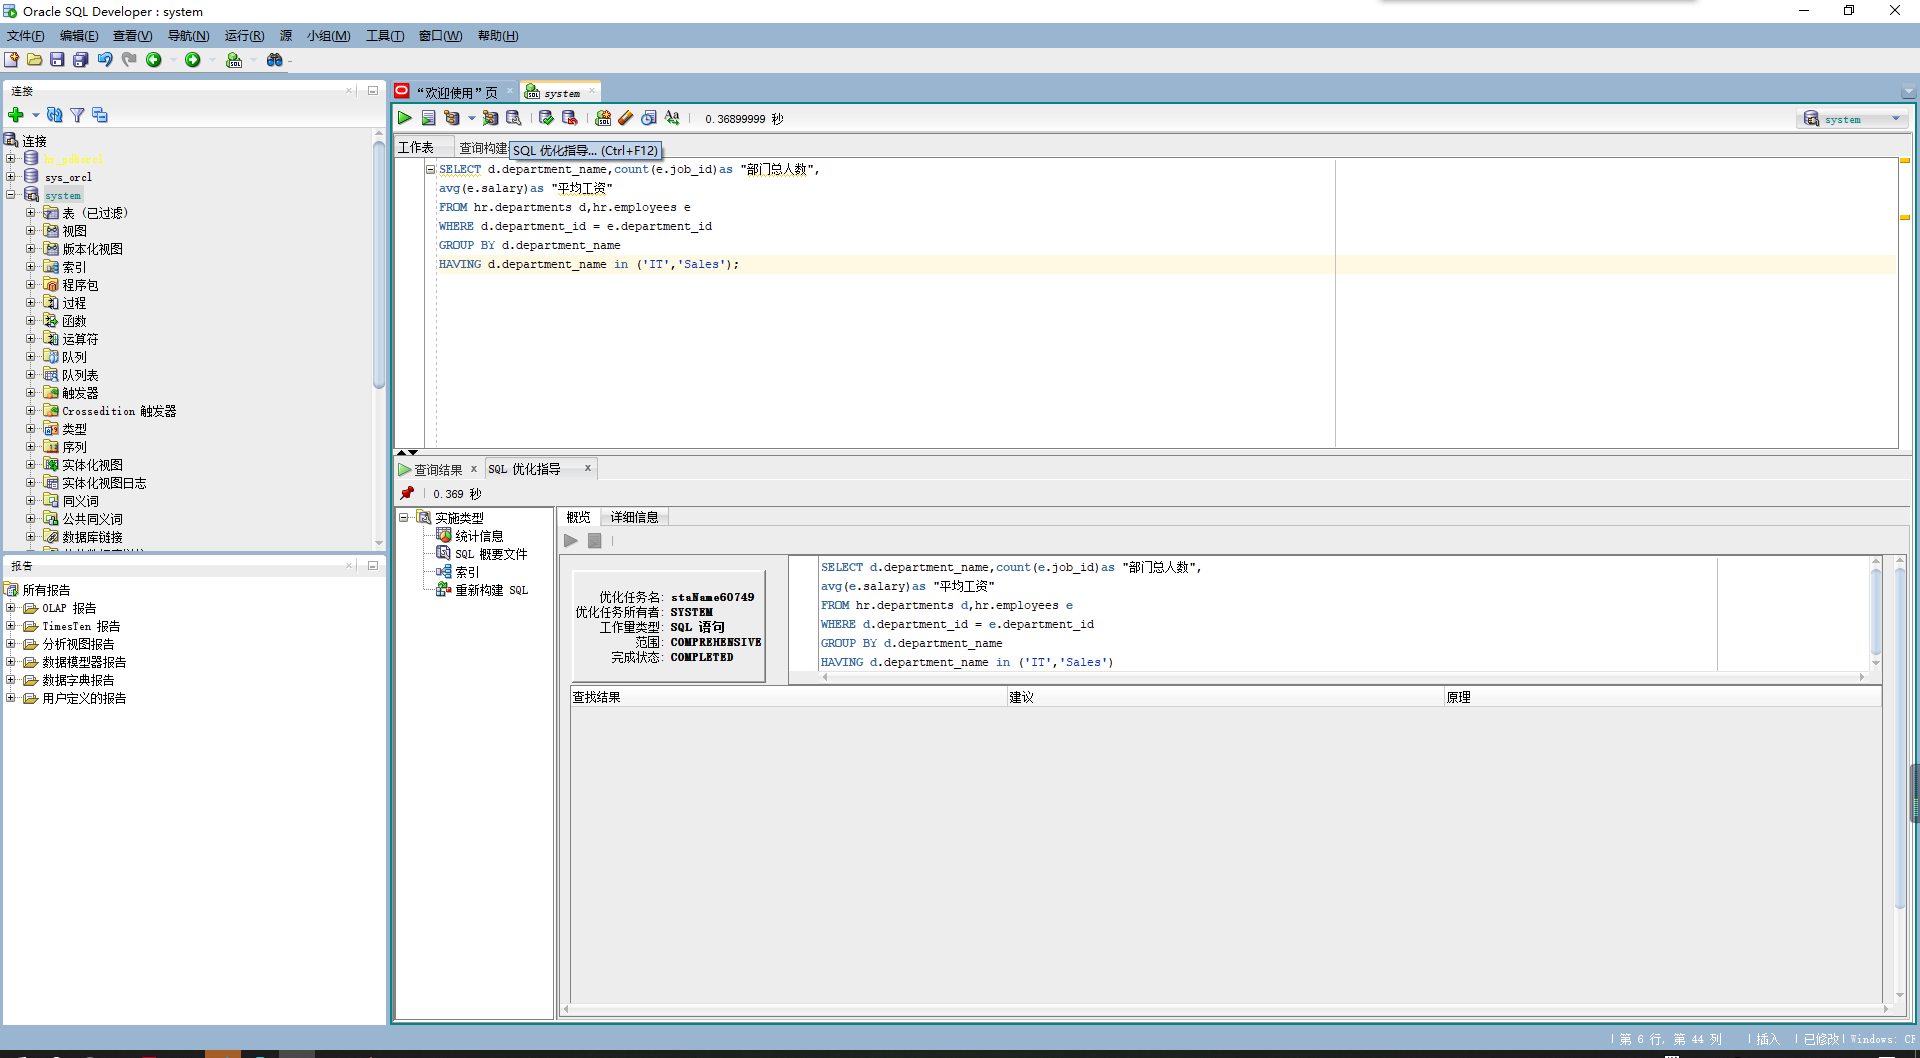 Oracle SQL Developer : system
文件(F) 编辑(E) 查看(V) 导航(N) 运行(R) 源 小组(M) 工具(T) 窗口(W) 帮助(H)
连接
连接
hr_pdborcl
sys_orcl
system
表 (已过滤)
视图
版本化视图
索引
程序包
过程
函数
运算符
队列
队列表
触发器
Crossedition 触发器
类型
序列
实体化视图
实体化视图日志
同义词
公共同义词
数据库链接
报告
所有报告
OLAP 报告
TimesTen 报告
分析视图报告
数据模型器报告
数据字典报告
用户定义的报告
“欢迎使用”页 system
0.36899999 秒
system
工作表 查询构建
SQL 优化指导... (Ctrl+F12)
SELECT d.department_name,count(e.job_id)as "部门总人数",
avg(e.salary)as "平均工资"
FROM hr.departments d,hr.employees e
WHERE d.department_id = e.department_id
GROUP BY d.department_name
HAVING d.department_name in ('IT','Sales');
查询结果 x SQL 优化指导 x
0.369 秒
实施类型
统计信息
SQL 概要文件
索引
重新构建 SQL
概览 详细信息
优化任务名: staName60749
优化任务所有者: SYSTEM
工作量类型: SQL 语句
范围: COMPREHENSIVE
完成状态: COMPLETED
SELECT d.department_name,count(e.job_id)as "部门总人数",
avg(e.salary)as "平均工资"
FROM hr.departments d,hr.employees e
WHERE d.department_id = e.department_id
GROUP BY d.department_name
HAVING d.department_name in ('IT','Sales')
查找结果 建议 原理
第 6 行, 第 44 列 插入 已修改 Windows: CR